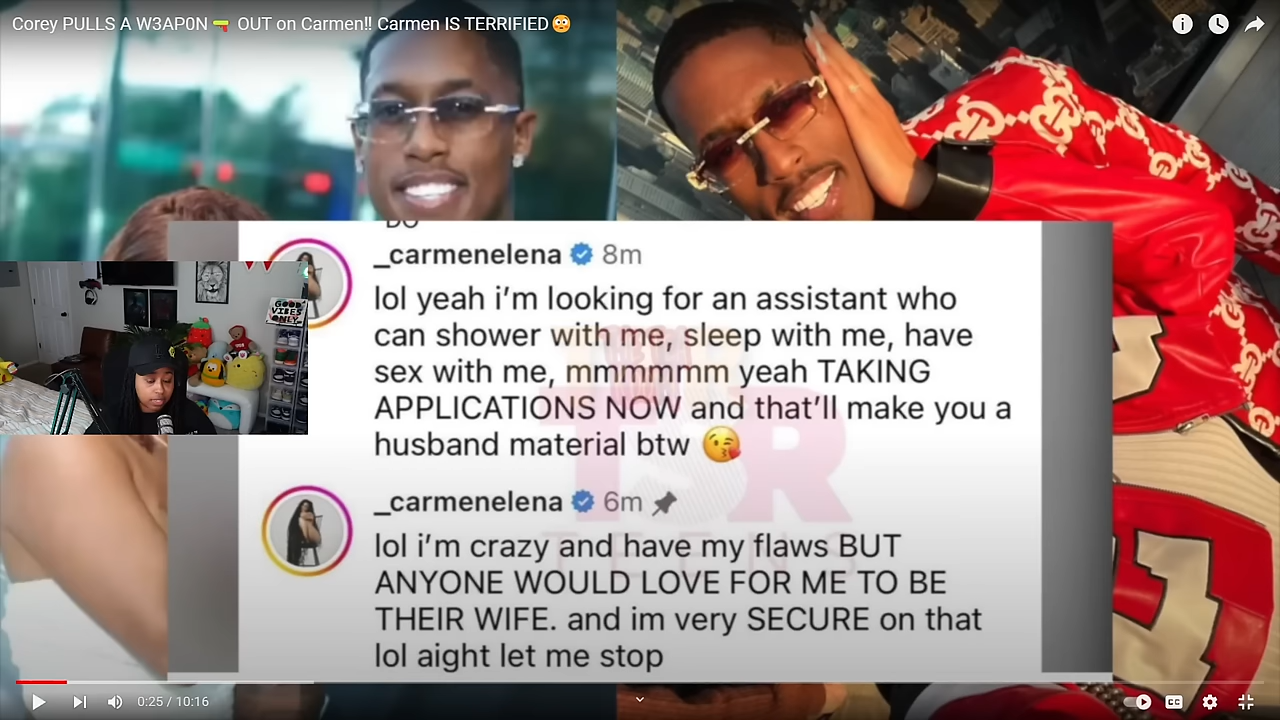 Corey PULLS A W3AP0N 🔫 OUT on Carmen!! Carmen IS TERRIFIED😳
_carmenelena 8m
lol yeah i'm looking for an assistant who
can shower with me, sleep with me, have
sex with me, mmmmmm yeah TAKING
APPLICATIONS NOW and that'll make you a
husband material btw 😘
_carmenelena 6m
lol i'm crazy and have my flaws BUT
ANYONE WOULD LOVE FOR ME TO BE
THEIR WIFE. and im very SECURE on that
lol aight let me stop
GOOD
VIBES
ONLY
TSR
TEENS
0:25 / 10:16
CC